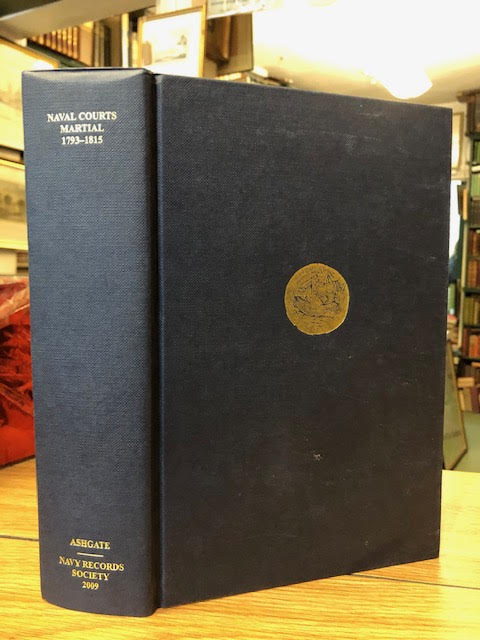 NAVAL COURTS
MARTIAL
1793–1815
ASHGATE
NAVY RECORDS
SOCIETY
2009